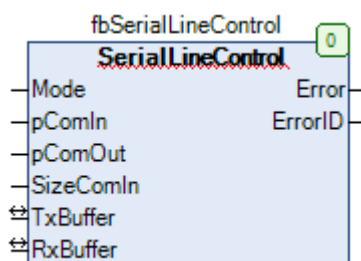 fbSerialLineControl
0
SerialLineControl
Mode Error
pComIn ErrorID
pComOut
SizeComIn
TxBuffer
RxBuffer